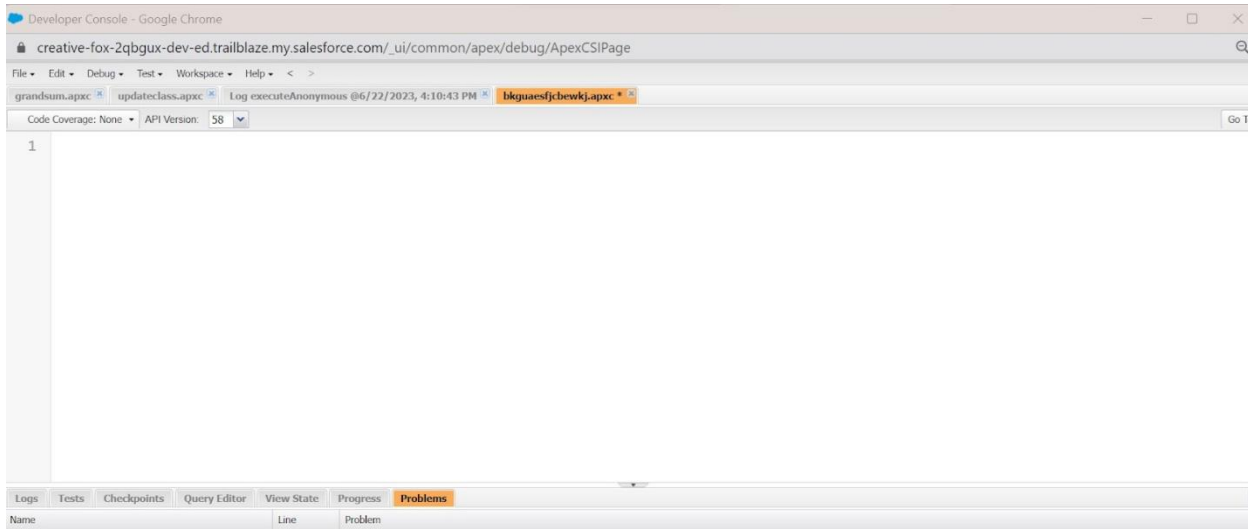 Developer Console - Google Chrome
creative-fox-2qbgux-dev-ed.trailblaze.my.salesforce.com/_ui/common/apex/debug/ApexCSIPage
File Edit Debug Test Workspace Help < >
grandsum.apxc updateclass.apxc Log executeAnonymous @6/22/2023, 4:10:43 PM bkguaesfjcbewkj.apxc *
Code Coverage: None API Version: 58 Go T
1
Logs Tests Checkpoints Query Editor View State Progress Problems
Name Line Problem